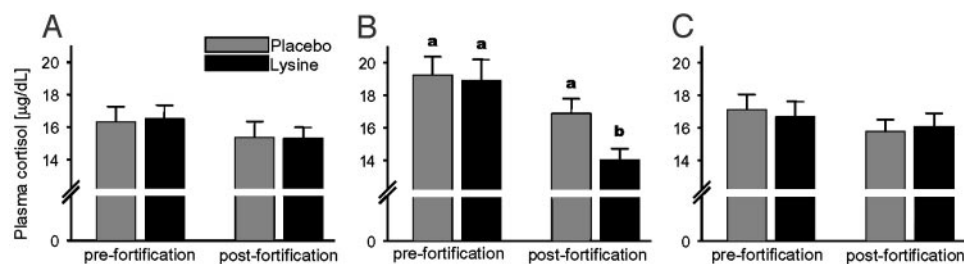 A
B
C
Placebo
Lysine
Plasma cortisol [µg/dL]
20
18
16
14
0
pre-fortification
post-fortification
20
18
16
14
0
a
a
a
b
pre-fortification
post-fortification
20
18
16
14
0
pre-fortification
post-fortification